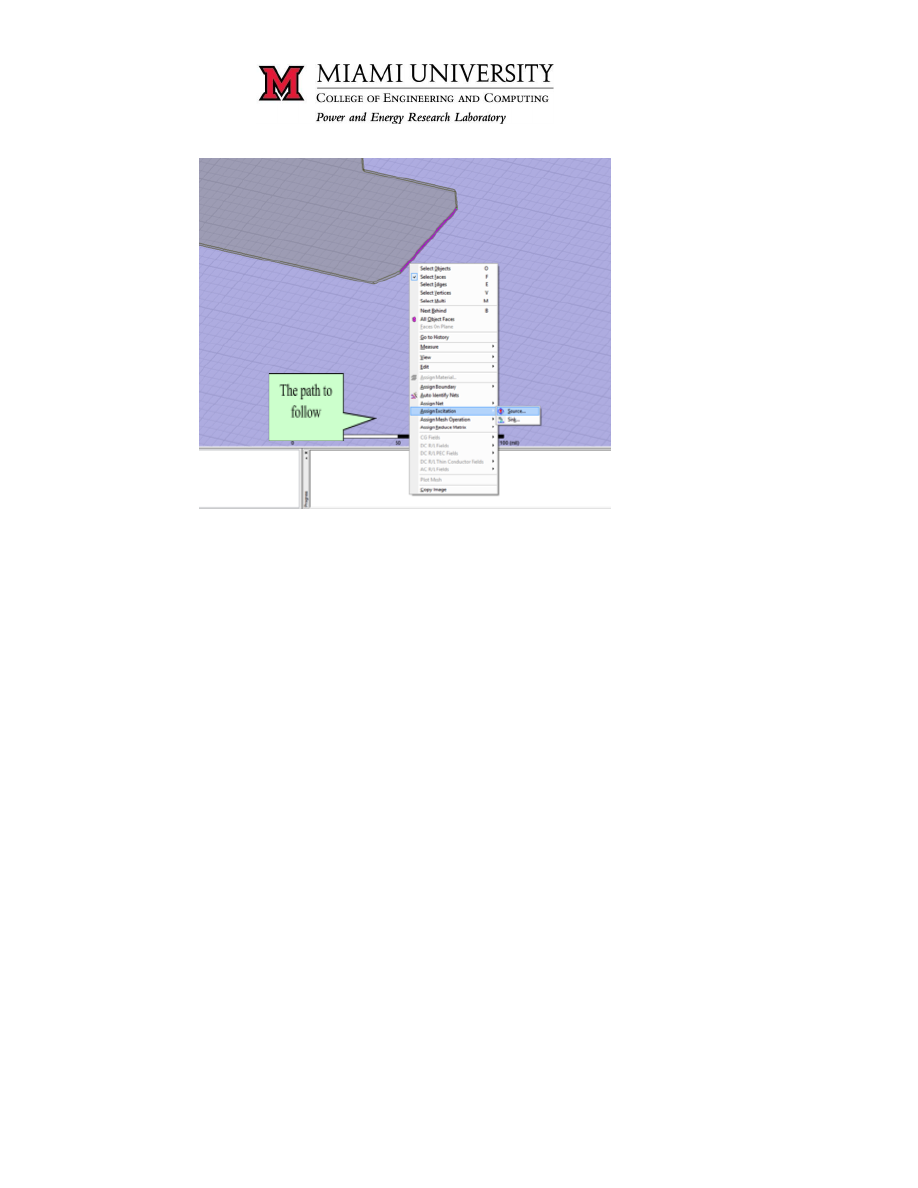 MIAMI UNIVERSITY
COLLEGE OF ENGINEERING AND COMPUTING
Power and Energy Research Laboratory
Select Objects O
Select Faces F
Select Edges E
Select Vertices V
Select Multi M
Next Behind B
All Object Faces
Faces On Plane
Go to History
Measure
View
Edit
Assign Material...
Assign Boundary
Auto Identify Nets
Assign Net
Assign Excitation
Source...
Assign Mesh Operation
Sink...
Assign Reduce Matrix
The path to
follow
0
10
(mil)
CG Fields
DC R/L Fields
DC R/L PEC Fields
DC R/L Thin Conductor Fields
AC R/L Fields
Plot Mesh
Copy Image
Progress